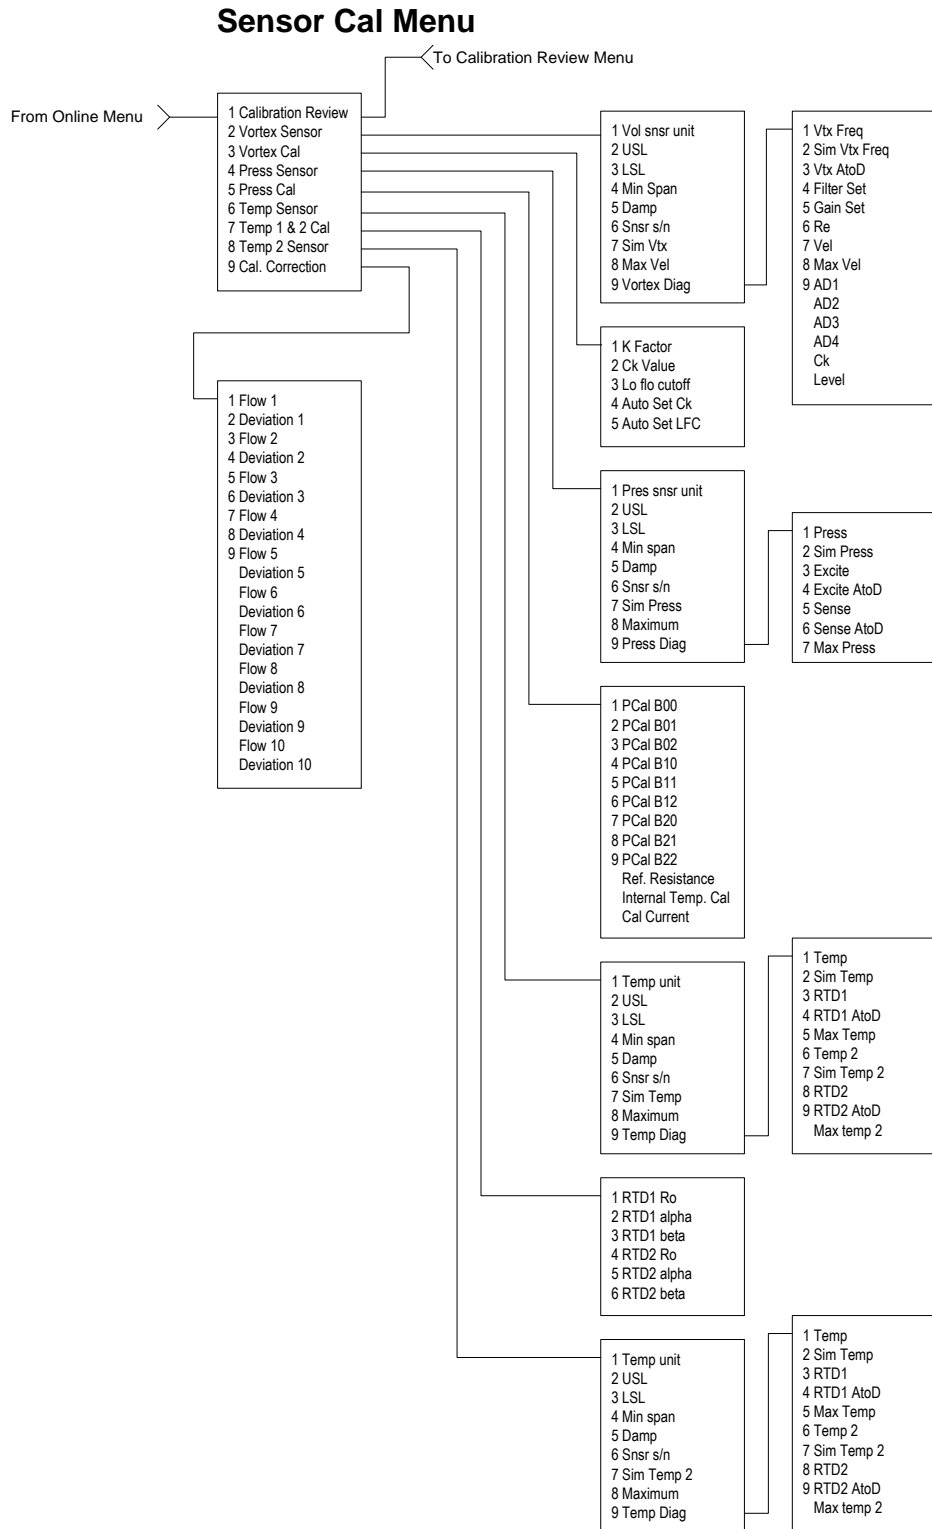 Sensor Cal Menu
To Calibration Review Menu
From Online Menu
1 Calibration Review
2 Vortex Sensor
3 Vortex Cal
4 Press Sensor
5 Press Cal
6 Temp Sensor
7 Temp 1 & 2 Cal
8 Temp 2 Sensor
9 Cal. Correction
1 Flow 1
2 Deviation 1
3 Flow 2
4 Deviation 2
5 Flow 3
6 Deviation 3
7 Flow 4
8 Deviation 4
9 Flow 5
Deviation 5
Flow 6
Deviation 6
Flow 7
Deviation 7
Flow 8
Deviation 8
Flow 9
Deviation 9
Flow 10
Deviation 10
1 Vol snsr unit
2 USL
3 LSL
4 Min Span
5 Damp
6 Snsr s/n
7 Sim Vtx
8 Max Vel
9 Vortex Diag
1 Vtx Freq
2 Sim Vtx Freq
3 Vtx AtoD
4 Filter Set
5 Gain Set
6 Re
7 Vel
8 Max Vel
9 AD1
AD2
AD3
AD4
Ck
Level
1 K Factor
2 Ck Value
3 Lo flo cutoff
4 Auto Set Ck
5 Auto Set LFC
1 Pres snsr unit
2 USL
3 LSL
4 Min span
5 Damp
6 Snsr s/n
7 Sim Press
8 Maximum
9 Press Diag
1 Press
2 Sim Press
3 Excite
4 Excite AtoD
5 Sense
6 Sense AtoD
7 Max Press
1 PCal B00
2 PCal B01
3 PCal B02
4 PCal B10
5 PCal B11
6 PCal B12
7 PCal B20
8 PCal B21
9 PCal B22
Ref. Resistance
Internal Temp. Cal
Cal Current
1 Temp unit
2 USL
3 LSL
4 Min span
5 Damp
6 Snsr s/n
7 Sim Temp
8 Maximum
9 Temp Diag
1 Temp
2 Sim Temp
3 RTD1
4 RTD1 AtoD
5 Max Temp
6 Temp 2
7 Sim Temp 2
8 RTD2
9 RTD2 AtoD
Max temp 2
1 RTD1 Ro
2 RTD1 alpha
3 RTD1 beta
4 RTD2 Ro
5 RTD2 alpha
6 RTD2 beta
1 Temp unit
2 USL
3 LSL
4 Min span
5 Damp
6 Snsr s/n
7 Sim Temp 2
8 Maximum
9 Temp Diag
1 Temp
2 Sim Temp
3 RTD1
4 RTD1 AtoD
5 Max Temp
6 Temp 2
7 Sim Temp 2
8 RTD2
9 RTD2 AtoD
Max temp 2